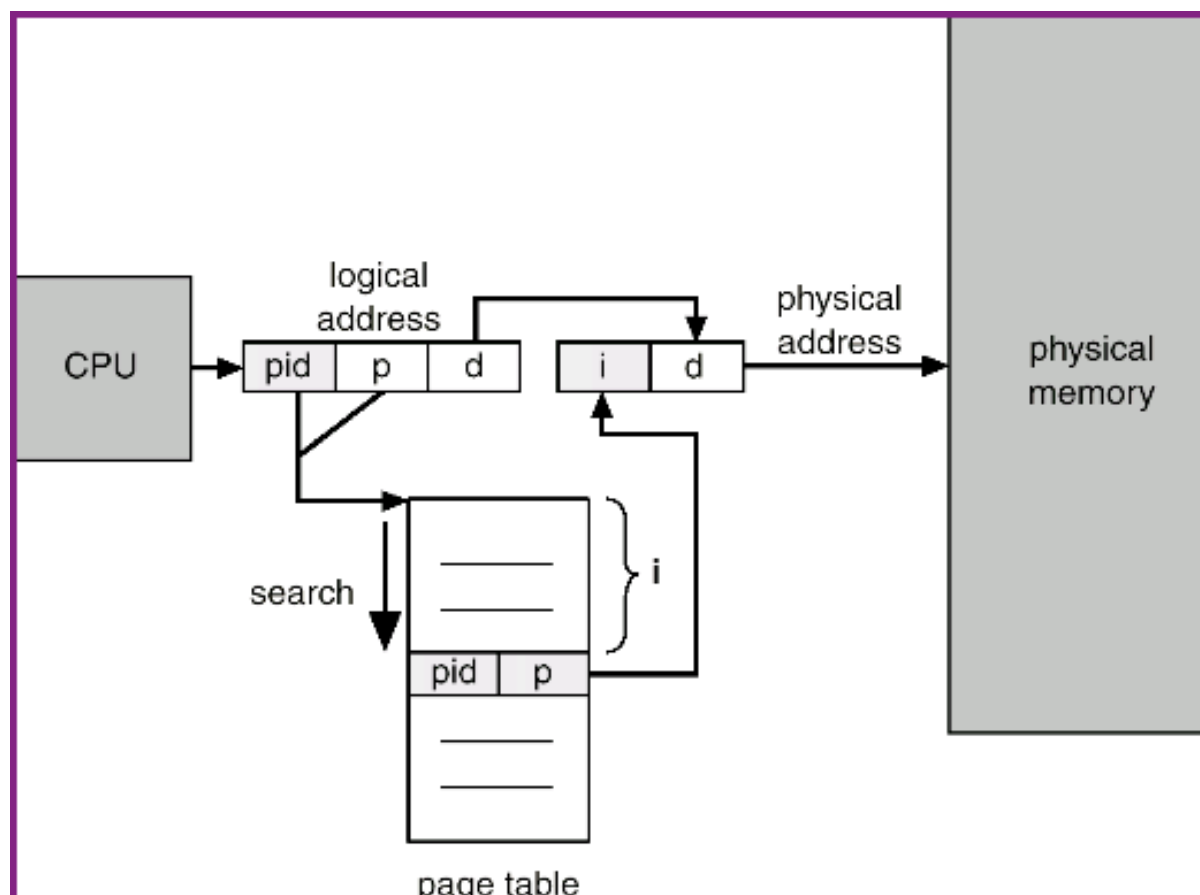 logical
address
physical
address
CPU
pid
p
d
i
d
physical
memory
search
i
pid
p
page table